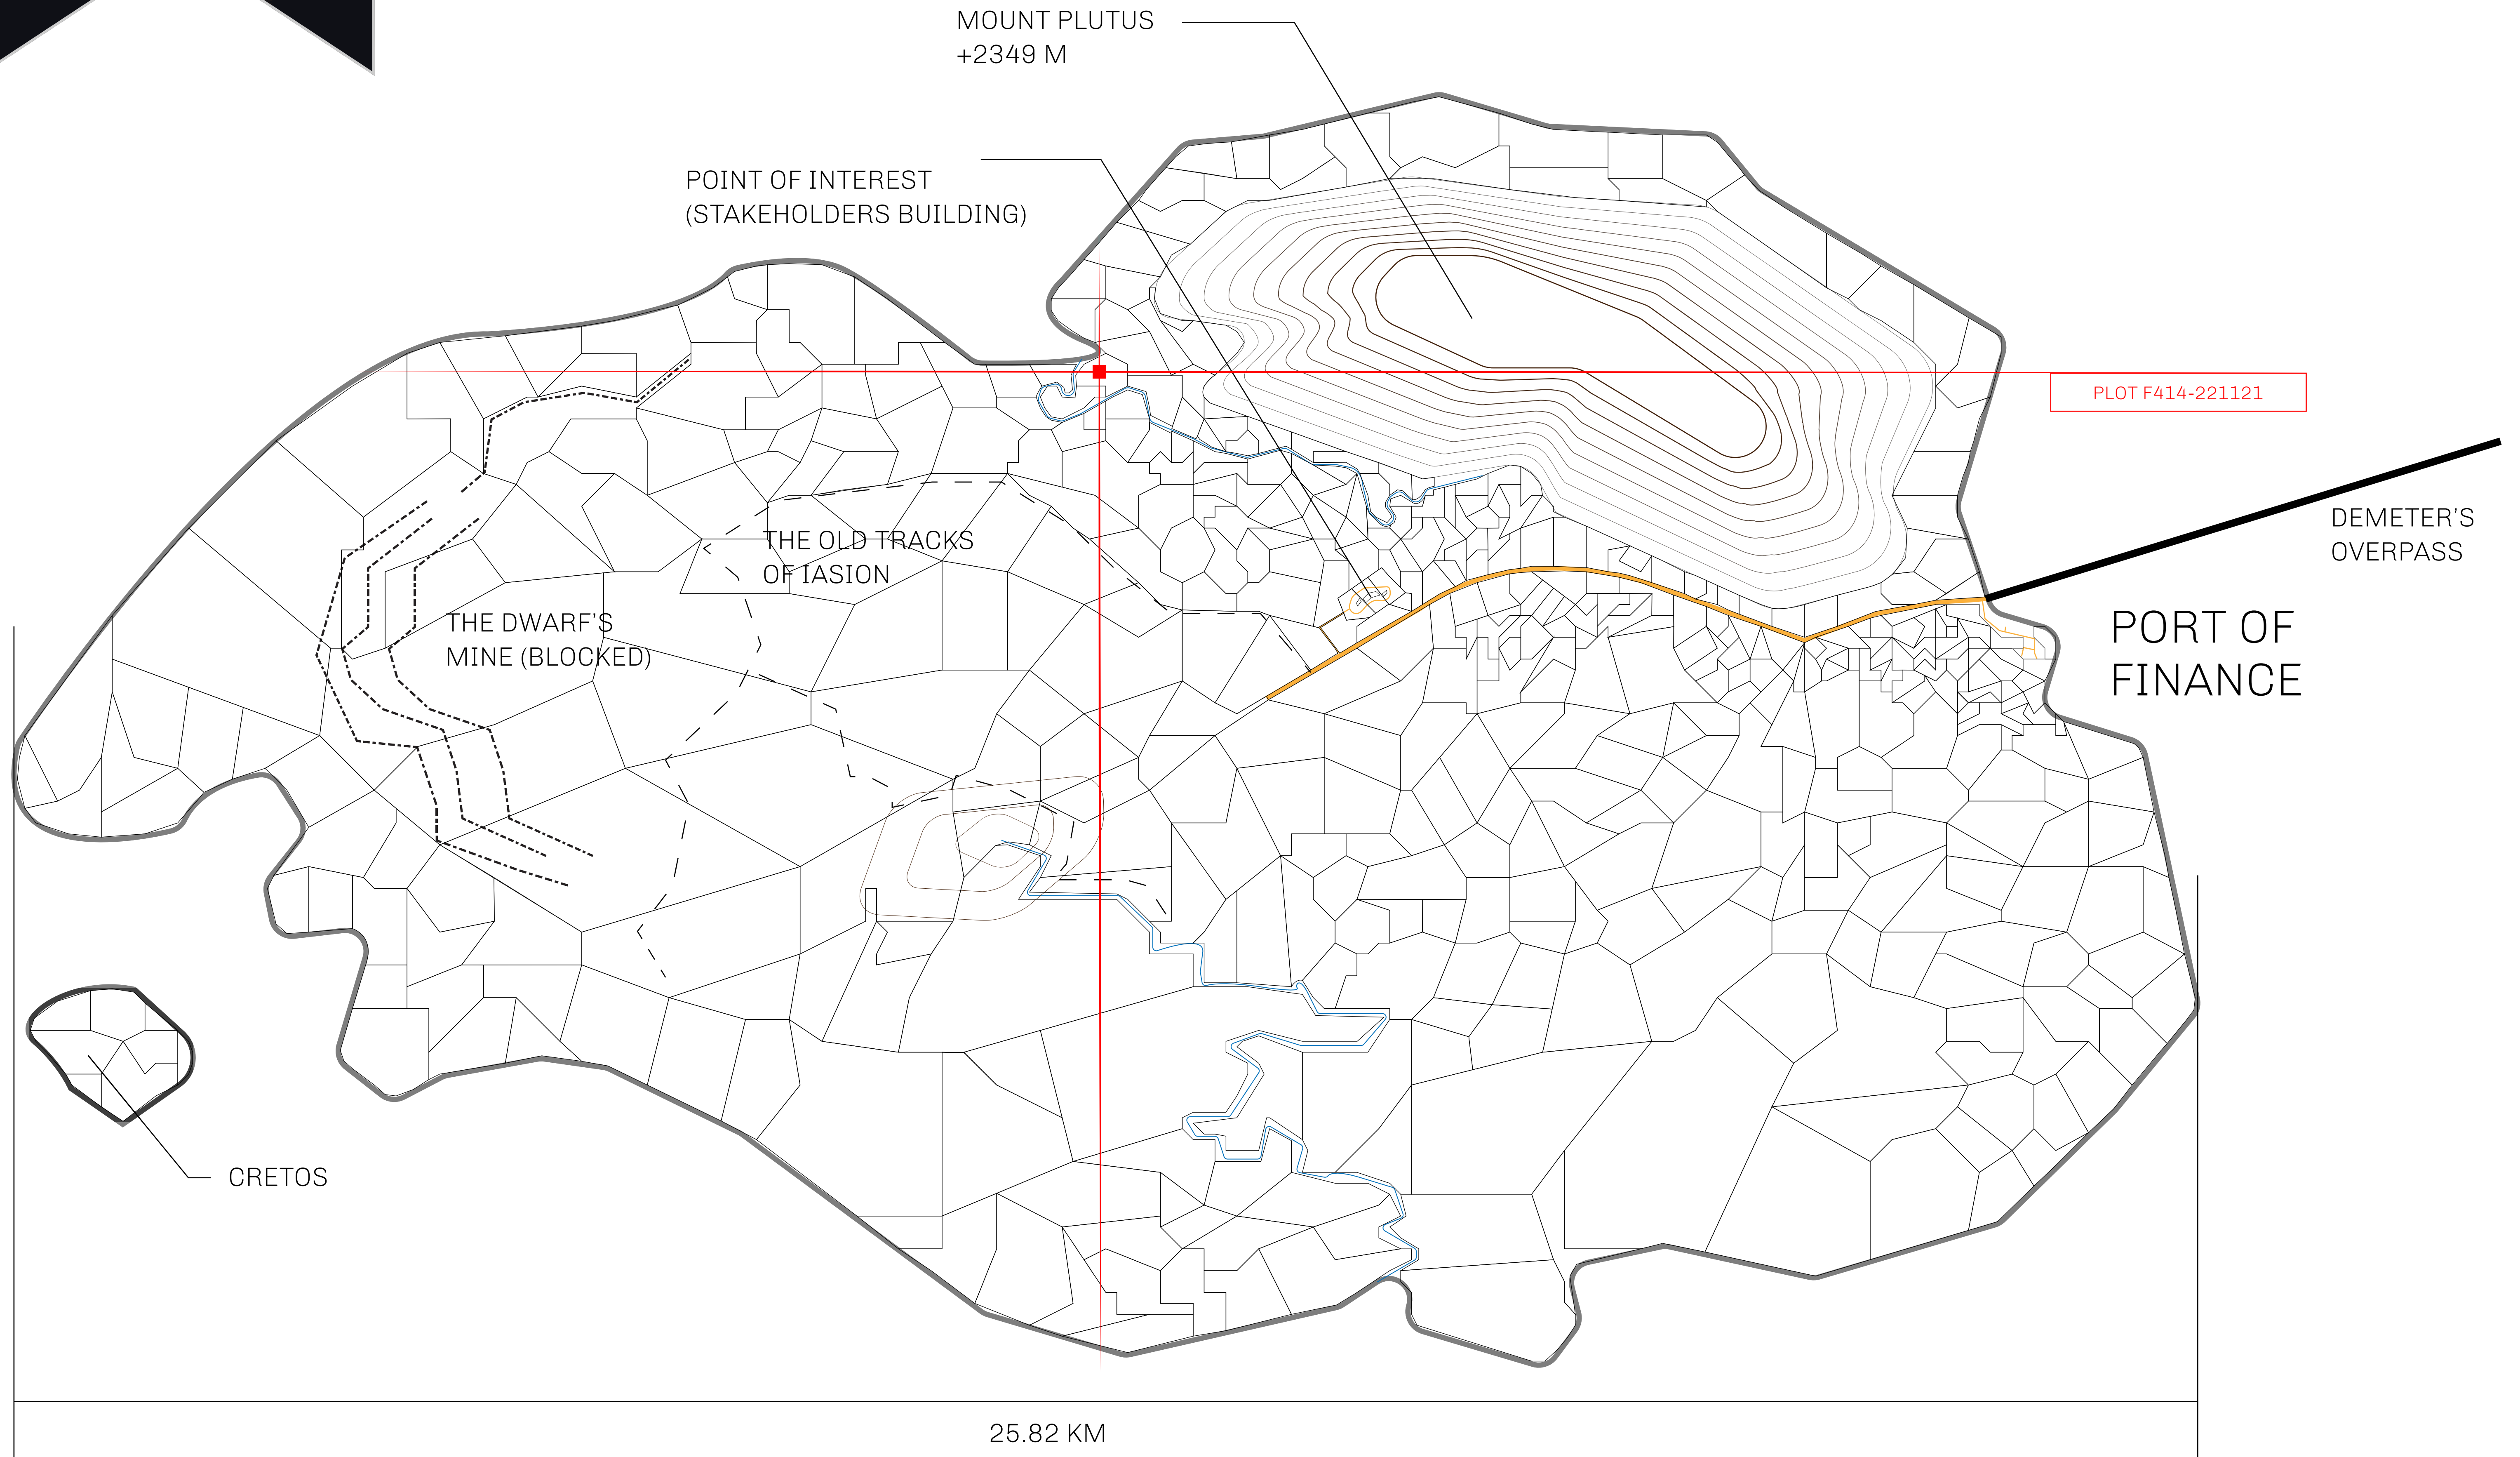 MOUNT PLUTUS
+2349 M
POINT OF INTEREST
(STAKEHOLDERS BUILDING)
PLOT F414-221121
DEMETER'S
OVERPASS
THE OLD TRACKS
OF IASION
THE DWARF'S
MINE (BLOCKED)
PORT OF
FINANCE
CRETOS
25.82 KM